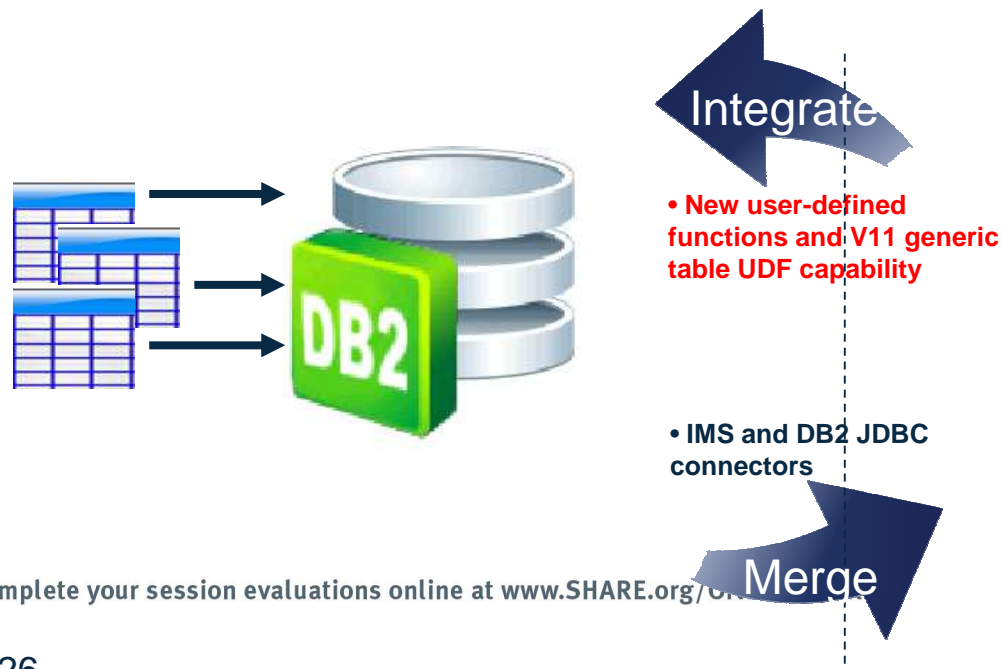 Integrate
• New user-defined
functions and V11 generic
table UDF capability
DB2
• IMS and DB2 JDBC
connectors
Merge
mplete your session evaluations online at www.SHARE.org/
26